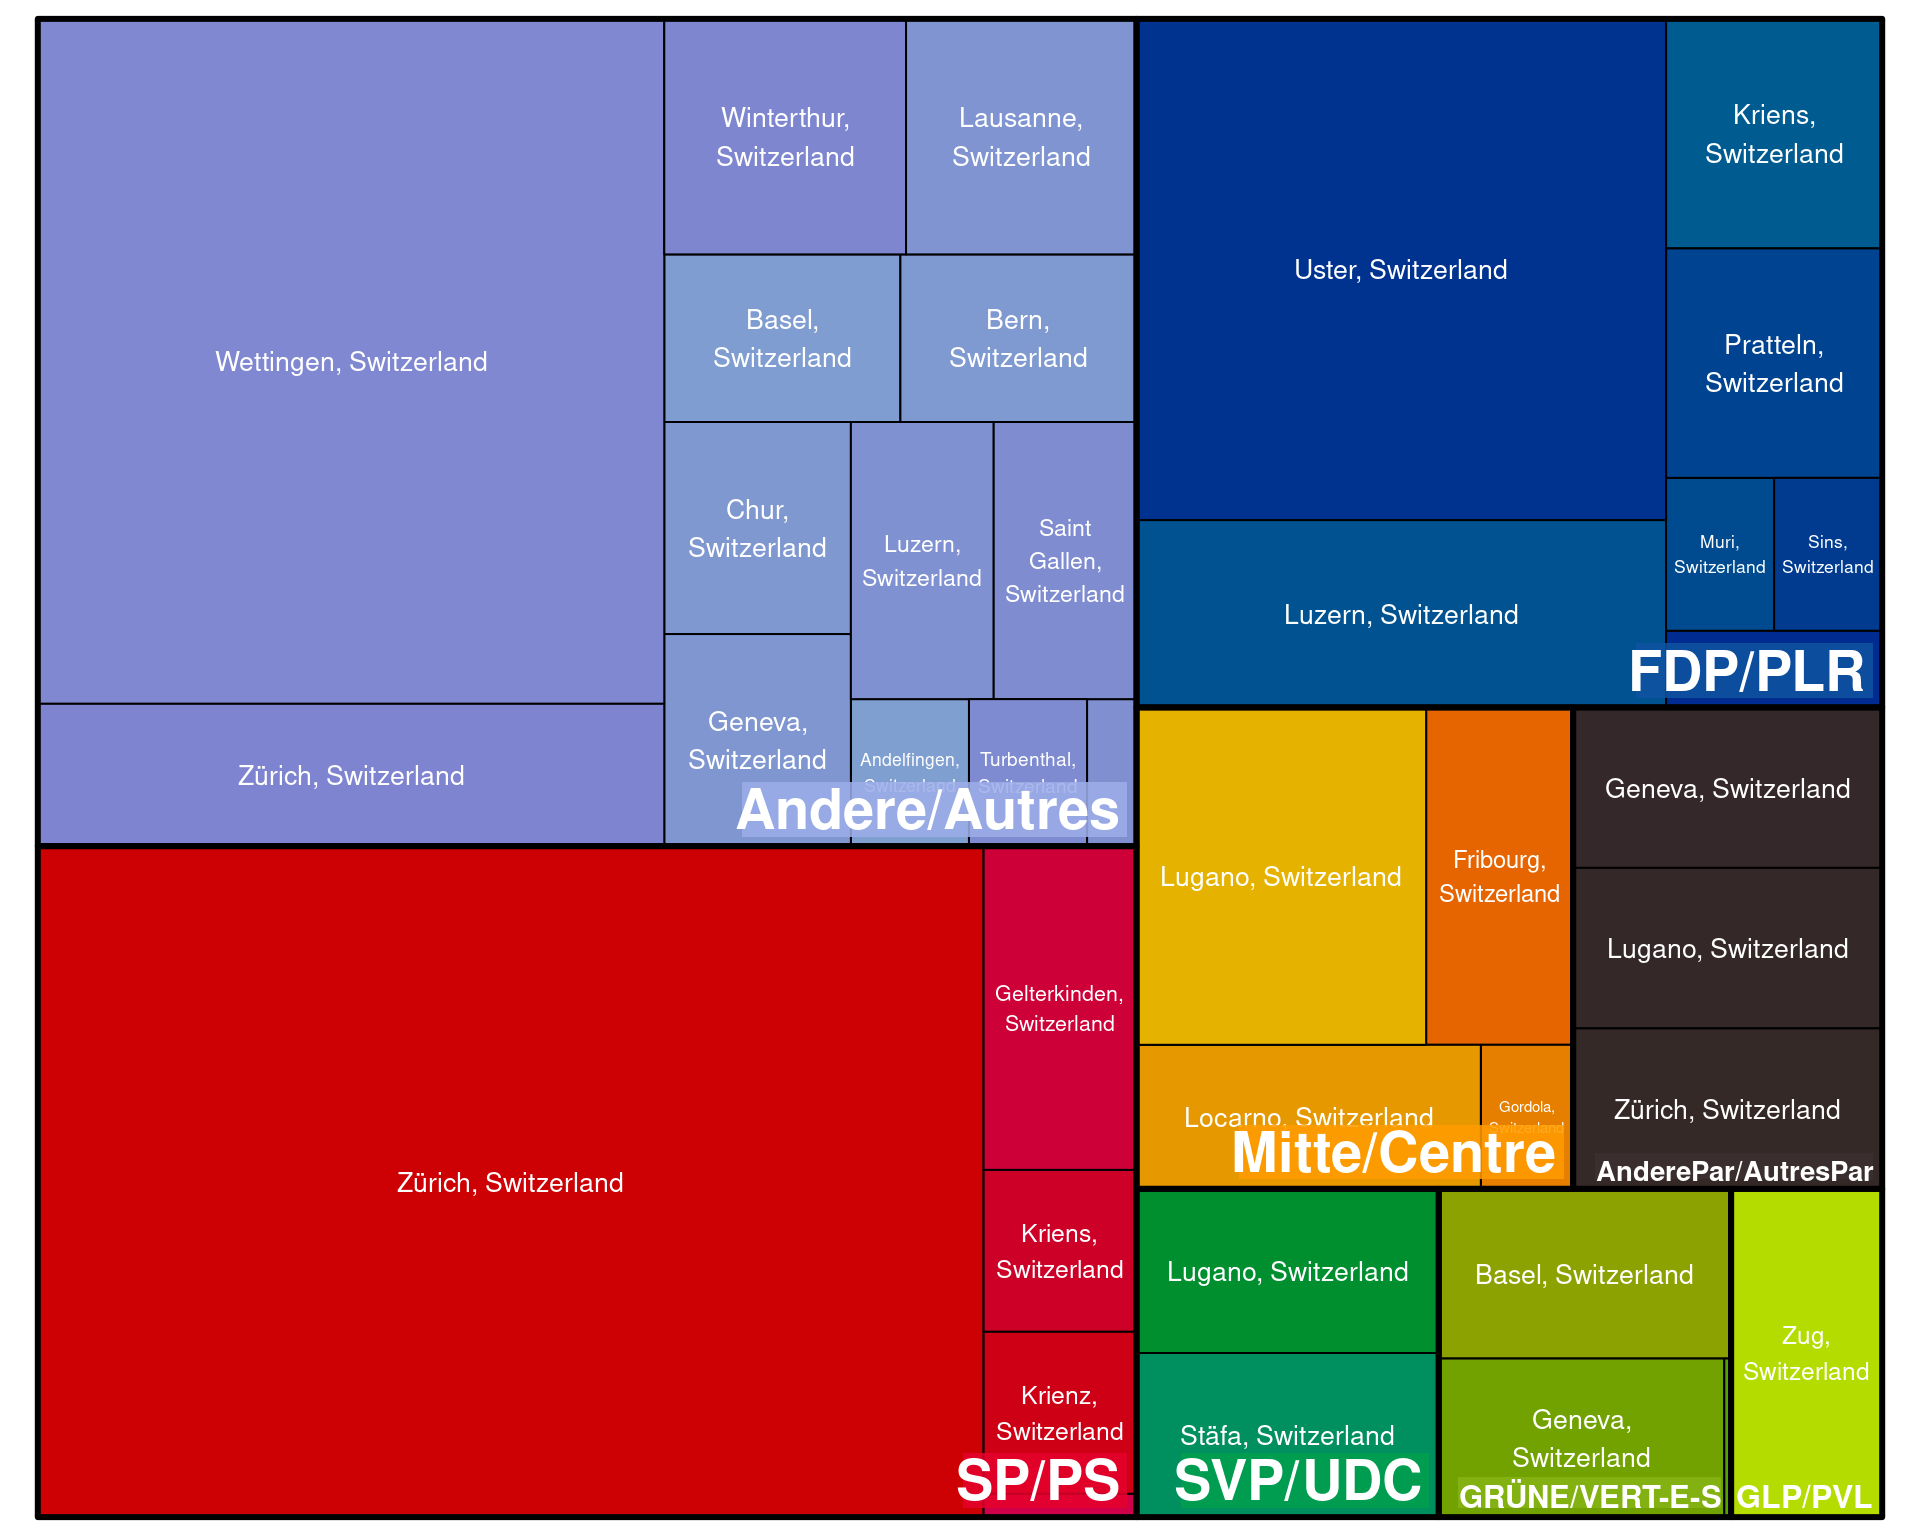 Wettingen, Switzerland
Zürich, Switzerland
Winterthur,
Switzerland
Lausanne,
Switzerland
Basel,
Switzerland
Bern,
Switzerland
Chur,
Switzerland
Luzern,
Switzerland
Saint
Gallen,
Switzerland
Geneva,
Switzerland
Andelfingen,
Switzerland
Turbenthal,
Switzerland
Andere/Autres
Zürich, Switzerland
Gelterkinden,
Switzerland
Kriens,
Switzerland
Krienz,
Switzerland
SP/PS
Uster, Switzerland
Kriens,
Switzerland
Pratteln,
Switzerland
Muri,
Switzerland
Sins,
Switzerland
Luzern, Switzerland
FDP/PLR
Lugano, Switzerland
Fribourg,
Switzerland
Locarno, Switzerland
Gordola,
Switzerland
Mitte/Centre
Geneva, Switzerland
Lugano, Switzerland
Zürich, Switzerland
AnderePar/AutresPar
Lugano, Switzerland
Stäfa, Switzerland
SVP/UDC
Basel, Switzerland
Geneva,
Switzerland
GRÜNE/VERT-E-S
Zug,
Switzerland
GLP/PVL